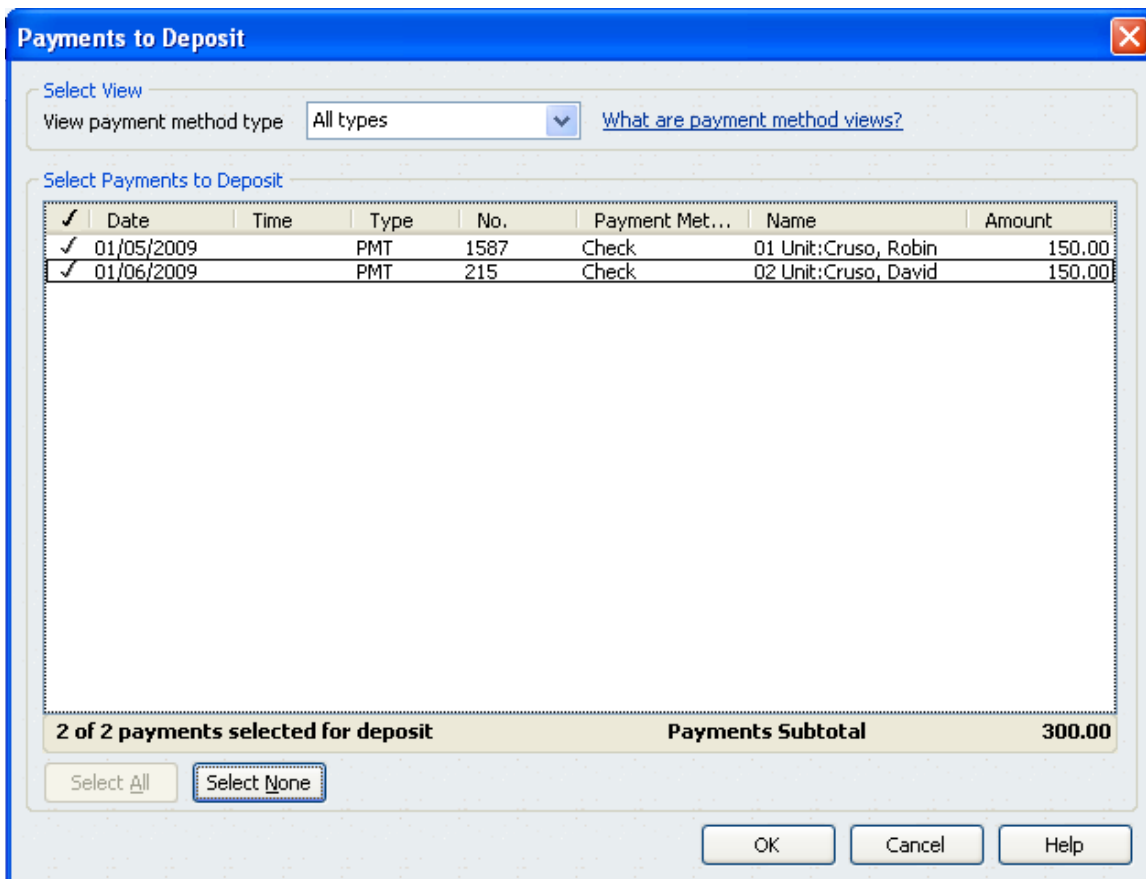 Payments to Deposit
Select View
View payment method type All types What are payment method views?
Select Payments to Deposit
✓ Date Time Type No. Payment Met... Name Amount
✓ 01/05/2009 PMT 1587 Check 01 Unit:Cruso, Robin 150.00
✓ 01/06/2009 PMT 215 Check 02 Unit:Cruso, David 150.00
2 of 2 payments selected for deposit Payments Subtotal 300.00
Select All Select None
OK Cancel Help